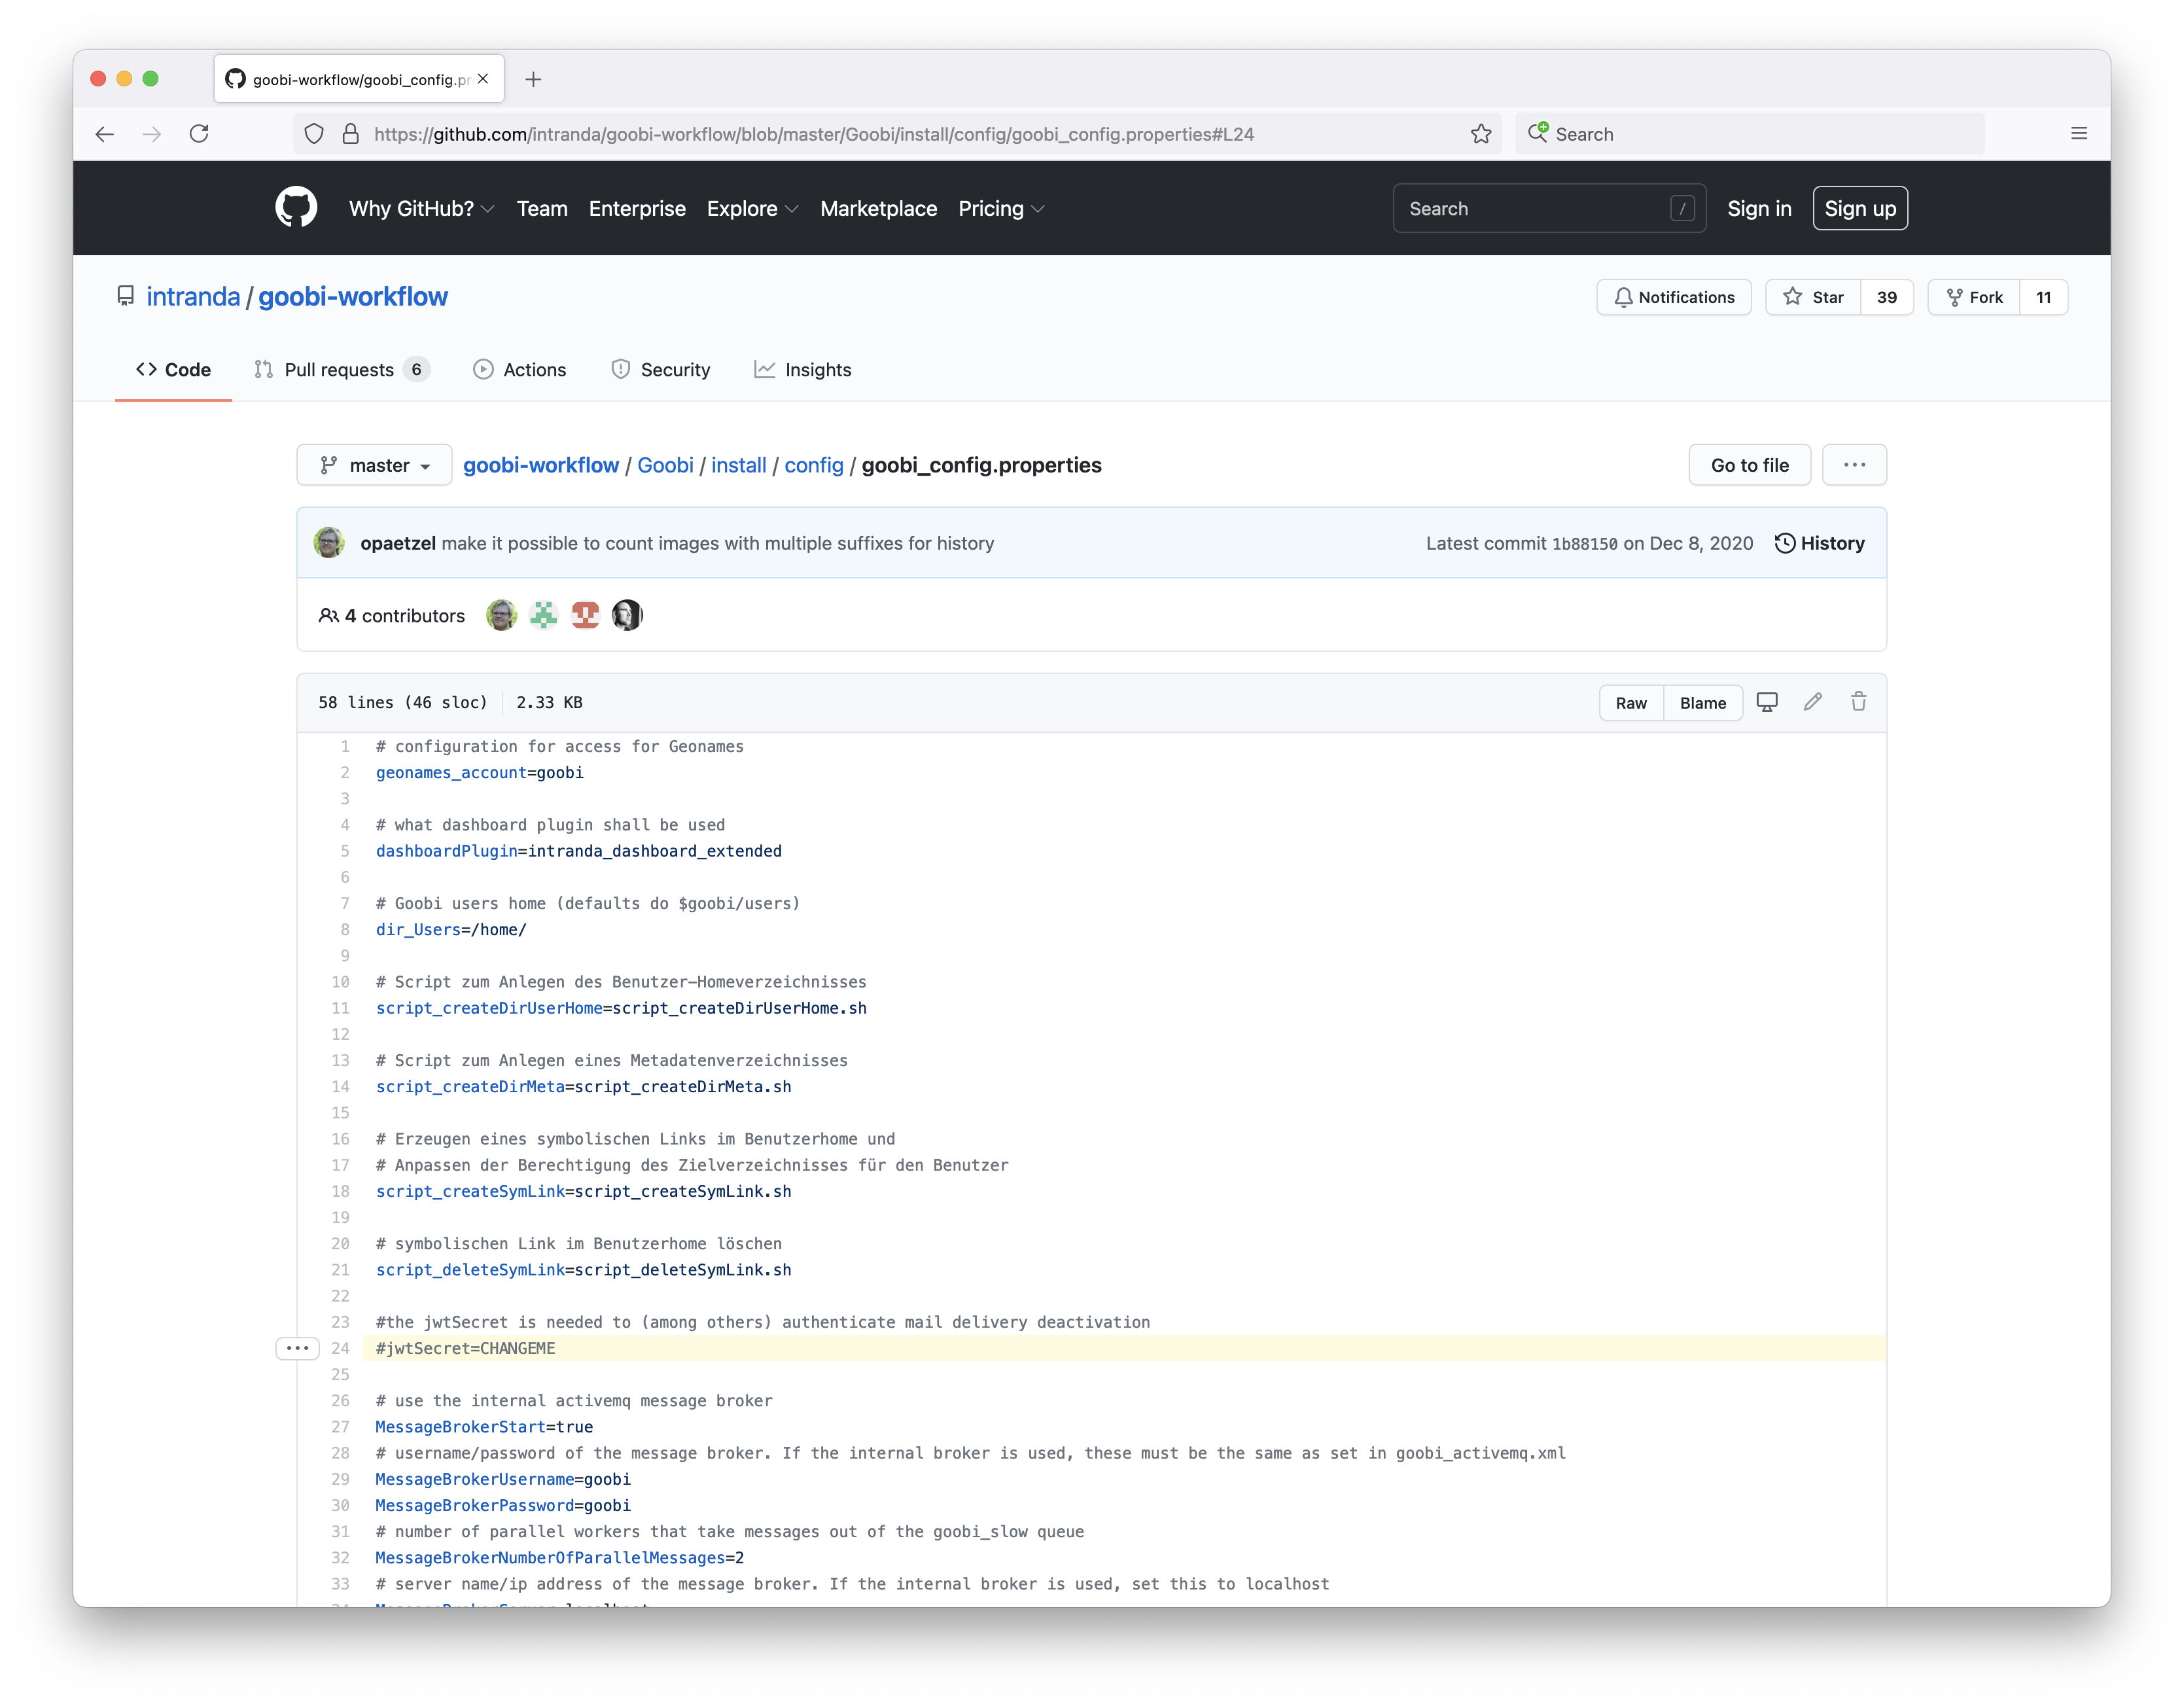 goobi-workflow/goobi_config.pr
https://github.com/intranda/goobi-workflow/blob/master/Goobi/install/config/goobi_config.properties#L24
Search
Why GitHub? Team Enterprise Explore Marketplace Pricing
Search /
Sign in
Sign up
intranda / goobi-workflow
Notifications
Star 39
Fork 11
Code
Pull requests 6
Actions
Security
Insights
master
goobi-workflow / Goobi / install / config / goobi_config.properties
Go to file
...
opaetzel make it possible to count images with multiple suffixes for history
Latest commit 1b88150 on Dec 8, 2020
History
4 contributors
58 lines (46 sloc) 2.33 KB
Raw
Blame
1 # configuration for access for Geonames
2 geonames_account=goobi
3
4 # what dashboard plugin shall be used
5 dashboardPlugin=intranda_dashboard_extended
6
7 # Goobi users home (defaults do $goobi/users)
8 dir_Users=/home/
9
10 # Script zum Anlegen des Benutzer-Homeverzeichnisses
11 script_createDirUserHome=script_createDirUserHome.sh
12
13 # Script zum Anlegen eines Metadatenverzeichnisses
14 script_createDirMeta=script_createDirMeta.sh
15
16 # Erzeugen eines symbolischen Links im Benutzerhome und
17 # Anpassen der Berechtigung des Zielverzeichnisses für den Benutzer
18 script_createSymLink=script_createSymLink.sh
19
20 # symbolischen Link im Benutzerhome löschen
21 script_deleteSymLink=script_deleteSymLink.sh
22
23 #the jwtSecret is needed to (among others) authenticate mail delivery deactivation
... 24 #jwtSecret=CHANGEME
25
26 # use the internal activemq message broker
27 MessageBrokerStart=true
28 # username/password of the message broker. If the internal broker is used, these must be the same as set in goobi_activemq.xml
29 MessageBrokerUsername=goobi
30 MessageBrokerPassword=goobi
31 # number of parallel workers that take messages out of the goobi_slow queue
32 MessageBrokerNumberOfParallelMessages=2
33 # server name/ip address of the message broker. If the internal broker is used, set this to localhost